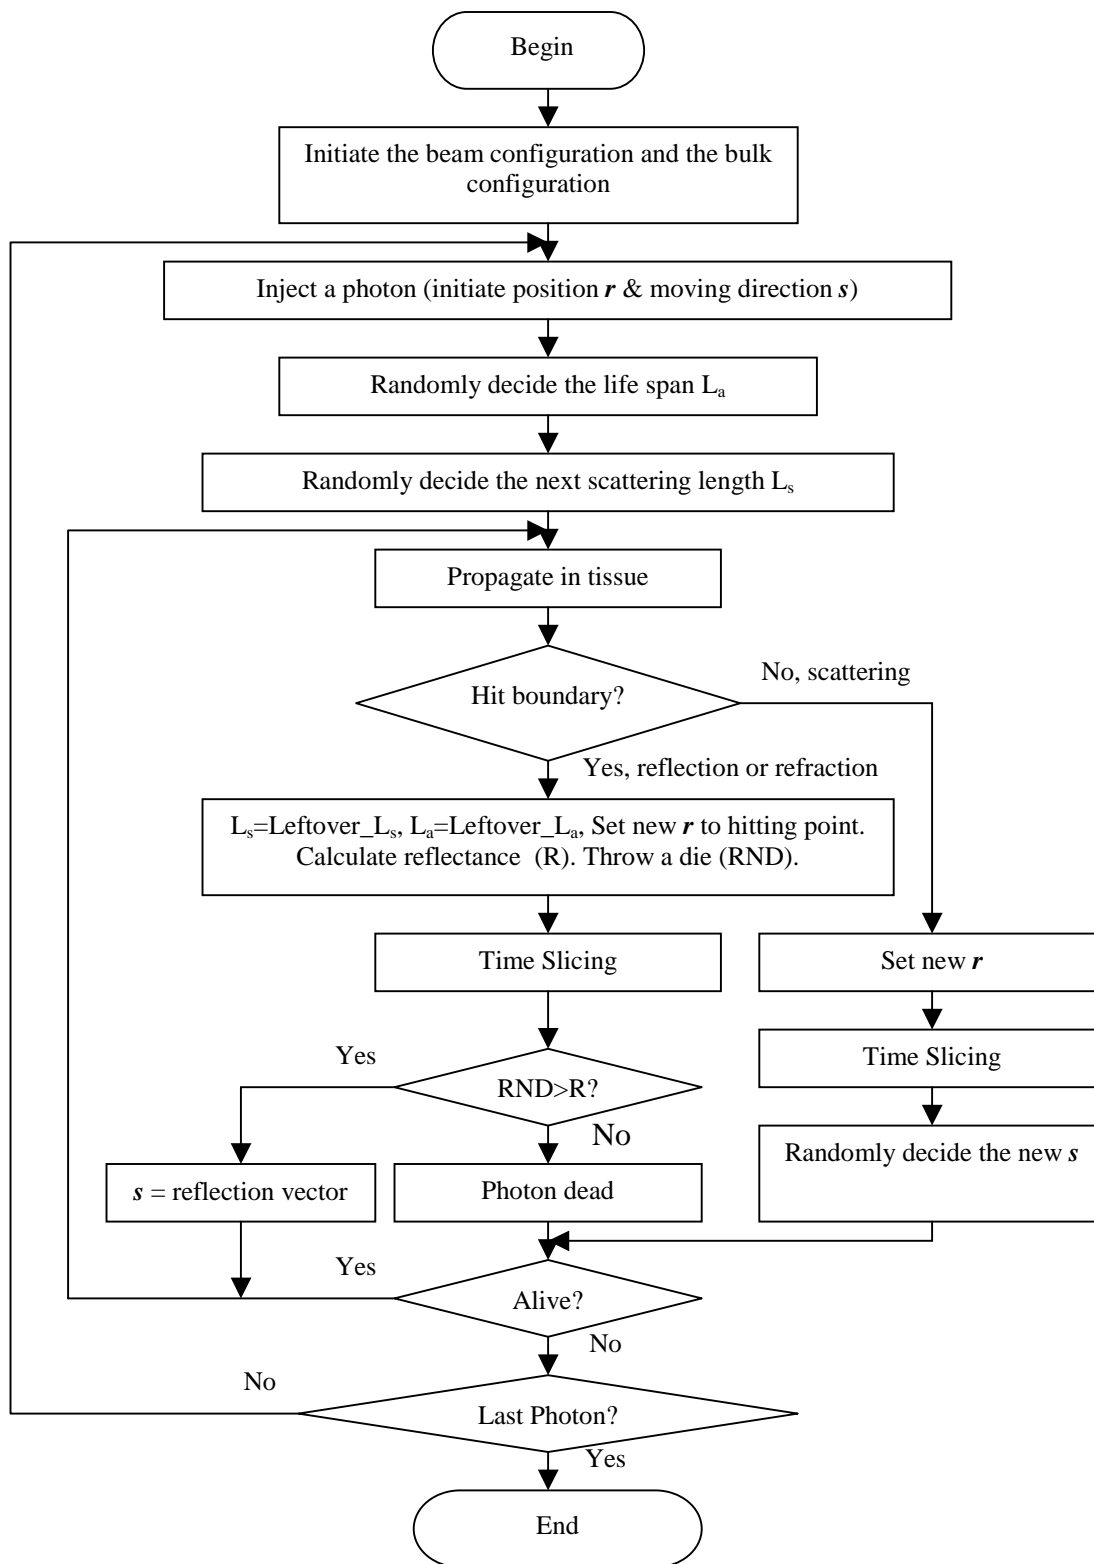 Begin
Initiate the beam configuration and the bulk
configuration
Inject a photon (initiate position r & moving direction s)
Randomly decide the life span La
Randomly decide the next scattering length Ls
Propagate in tissue
No, scattering
Hit boundary?
Yes, reflection or refraction
Ls=Leftover_Ls, La=Leftover_La, Set new r to hitting point.
Calculate reflectance (R). Throw a die (RND).
Time Slicing
Set new r
Yes
Time Slicing
RND>R?
No
Randomly decide the new s
s = reflection vector
Photon dead
Yes
Alive?
No
No
Last Photon?
Yes
End